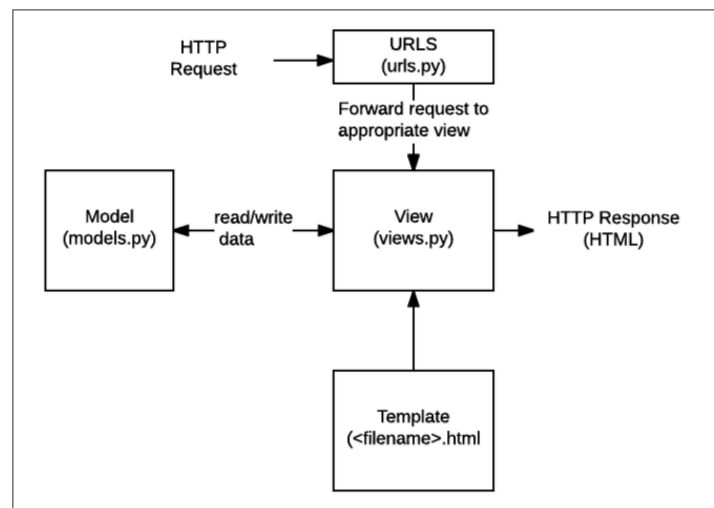 HTTP
Request
URLS
(urls.py)
Forward request to
appropriate view
Model
(models.py)
read/write
data
View
(views.py)
HTTP Response
(HTML)
Template
(<filename>.html